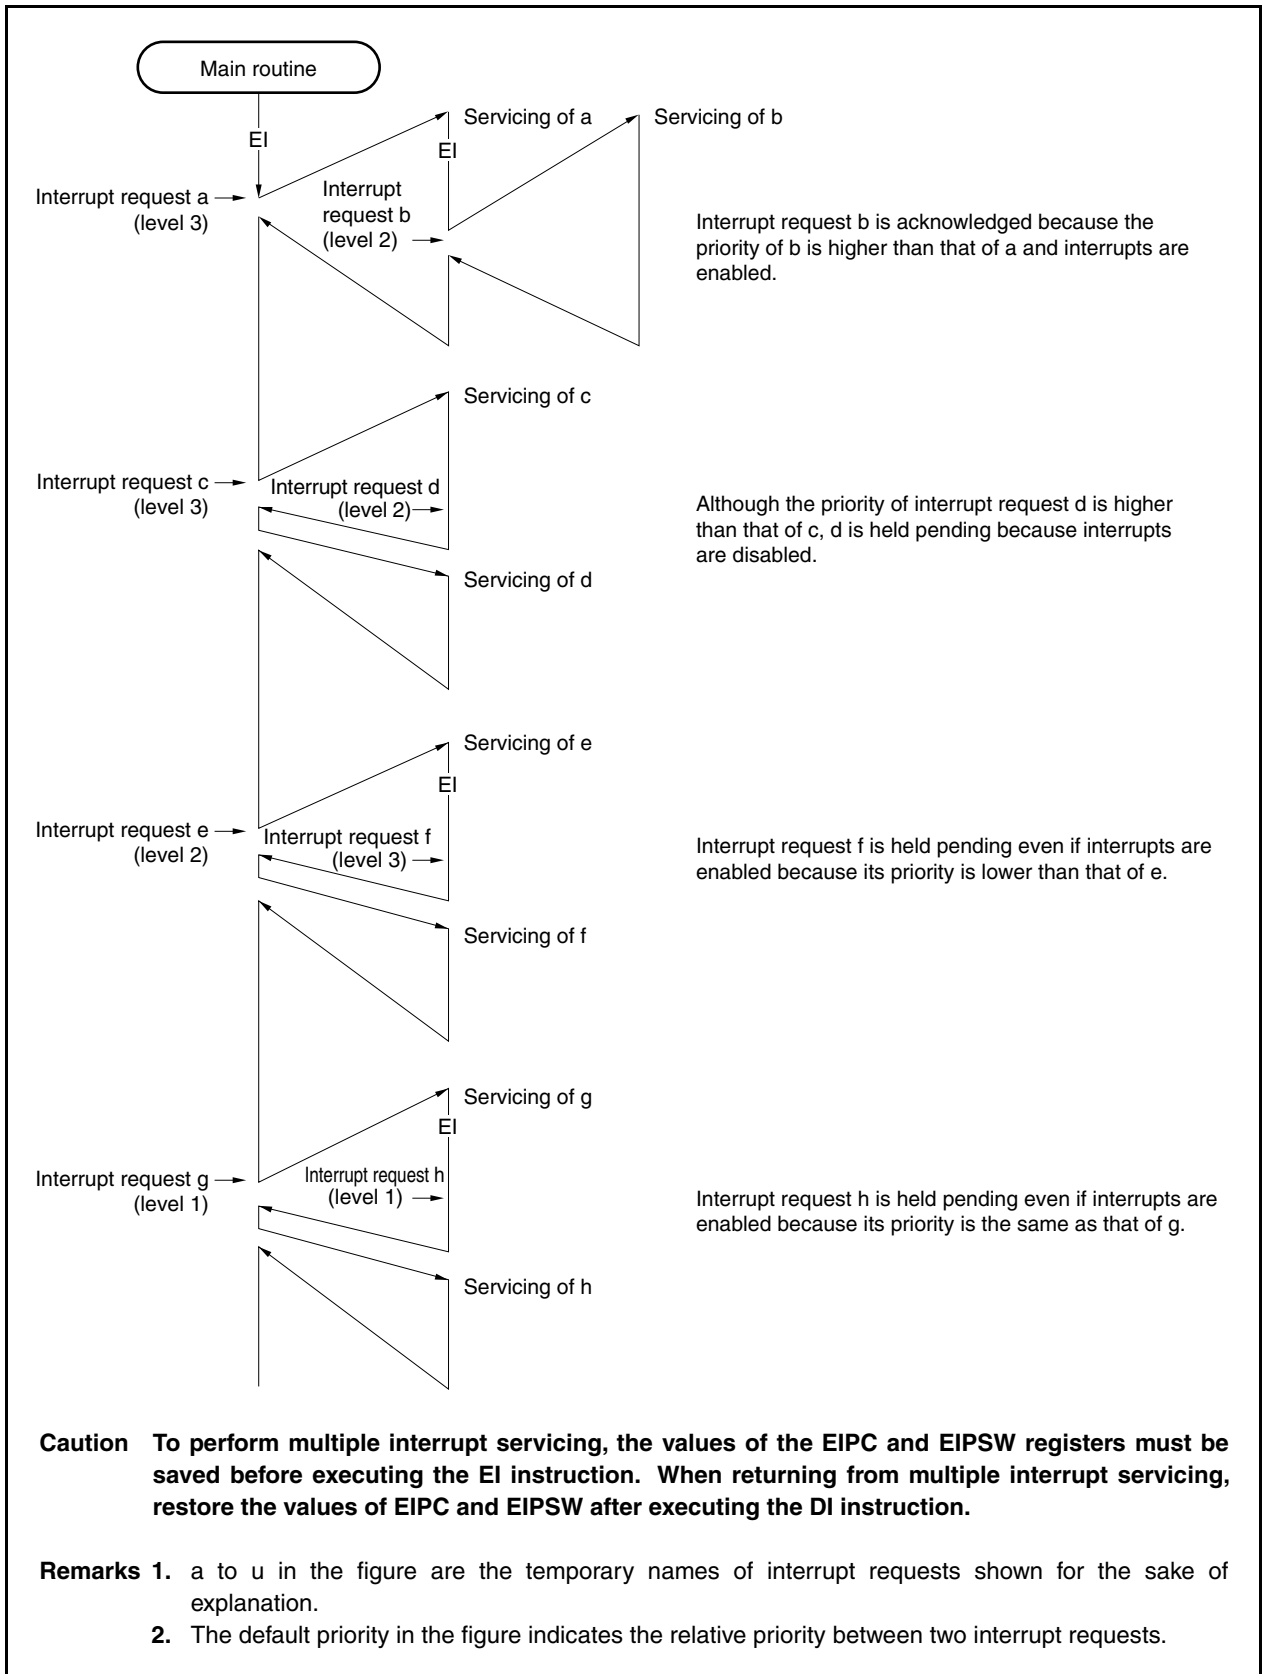 Main routine
EI
Servicing of a
Servicing of b
EI
Interrupt request a
(level 3)
Interrupt
request b
(level 2)
Interrupt request b is acknowledged because the
priority of b is higher than that of a and interrupts are
enabled.
Servicing of c
Interrupt request c
(level 3)
Interrupt request d
(level 2)
Although the priority of interrupt request d is higher
than that of c, d is held pending because interrupts
are disabled.
Servicing of d
Servicing of e
EI
Interrupt request e
(level 2)
Interrupt request f
(level 3)
Interrupt request f is held pending even if interrupts are
enabled because its priority is lower than that of e.
Servicing of f
Servicing of g
EI
Interrupt request g
(level 1)
Interrupt request h
(level 1)
Interrupt request h is held pending even if interrupts are
enabled because its priority is the same as that of g.
Servicing of h
Caution To perform multiple interrupt servicing, the values of the EIPC and EIPSW registers must be
saved before executing the EI instruction. When returning from multiple interrupt servicing,
restore the values of EIPC and EIPSW after executing the DI instruction.
Remarks 1. a to u in the figure are the temporary names of interrupt requests shown for the sake of
explanation.
2. The default priority in the figure indicates the relative priority between two interrupt requests.